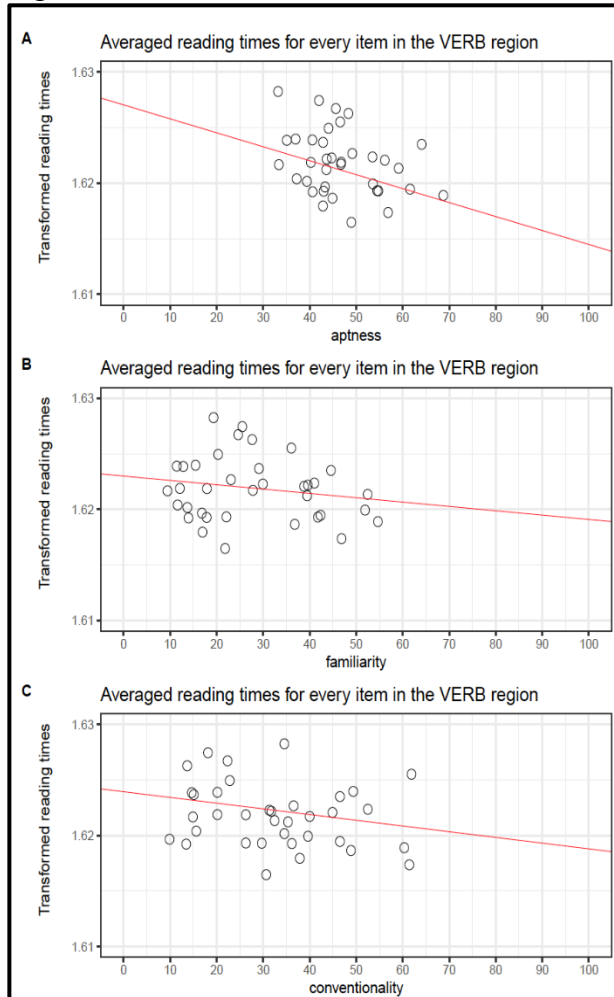 A
Averaged reading times for every item in the VERB region
Transformed reading times
1.63
1.62
1.61
0 10 20 30 40 50 60 70 80 90 100
aptness
B
Averaged reading times for every item in the VERB region
Transformed reading times
1.63
1.62
1.61
0 10 20 30 40 50 60 70 80 90 100
familiarity
C
Averaged reading times for every item in the VERB region
Transformed reading times
1.63
1.62
1.61
0 10 20 30 40 50 60 70 80 90 100
conventionality